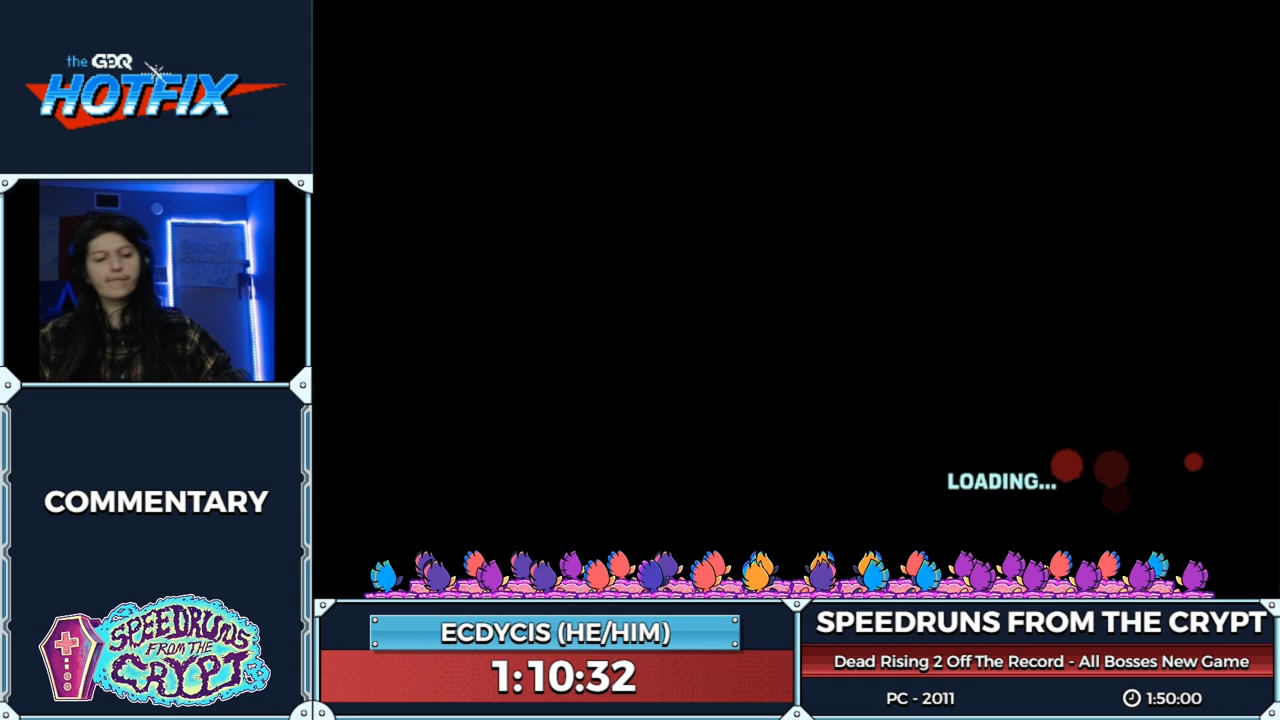 the GDQ
HOTFIX
COMMENTARY
SPEEDRUNS
FROM THE
CRYPT
LOADING...
ECDYCIS (HE/HIM)
1:10:32
SPEEDRUNS FROM THE CRYPT
Dead Rising 2 Off The Record - All Bosses New Game
PC - 2011
1:50:00